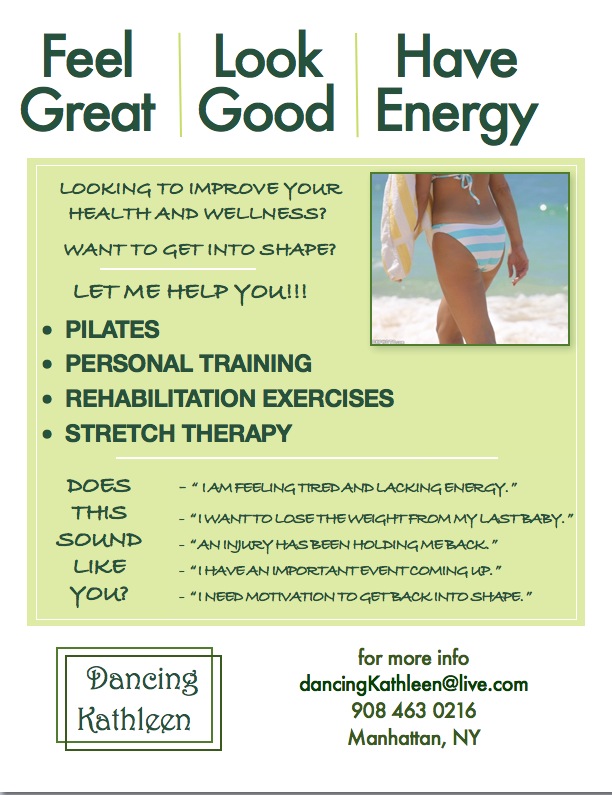 Feel Great
Look Good
Have Energy
LOOKING TO IMPROVE YOUR
HEALTH AND WELLNESS?
WANT TO GET INTO SHAPE?
LET ME HELP YOU!!!
• PILATES
• PERSONAL TRAINING
• REHABILITATION EXERCISES
• STRETCH THERAPY
DOES
THIS
SOUND
LIKE
YOU?
- " I AM FEELING TIRED AND LACKING ENERGY. "
- " I WANT TO LOSE THE WEIGHT FROM MY LAST BABY. "
- " AN INJURY HAS BEEN HOLDING ME BACK. "
- " I HAVE AN IMPORTANT EVENT COMING UP. "
- " I NEED MOTIVATION TO GET BACK INTO SHAPE. "
Dancing
Kathleen
for more info
dancingKathleen@live.com
908 463 0216
Manhattan, NY